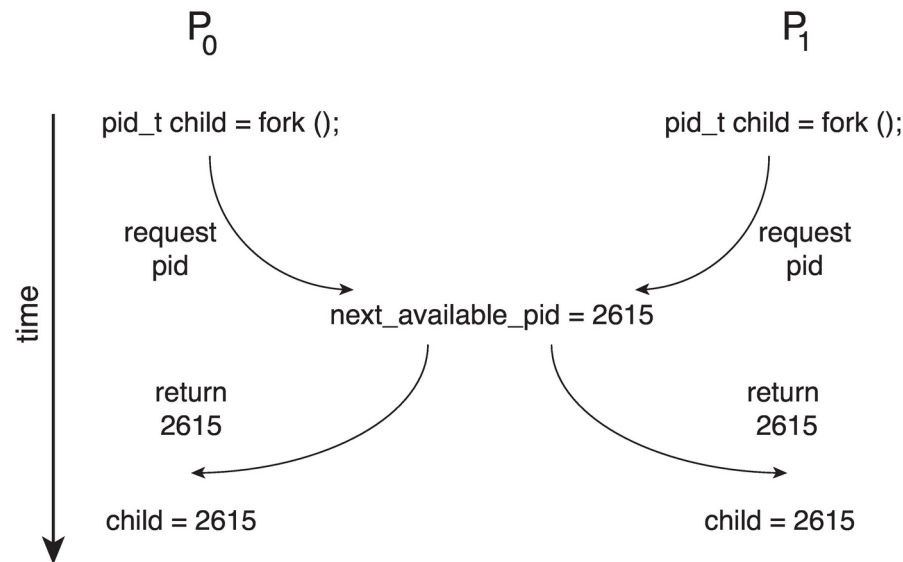 P0 P1
pid_t child = fork (); pid_t child = fork ();
request request
pid pid
next_available_pid = 2615
time
return return
2615 2615
child = 2615 child = 2615